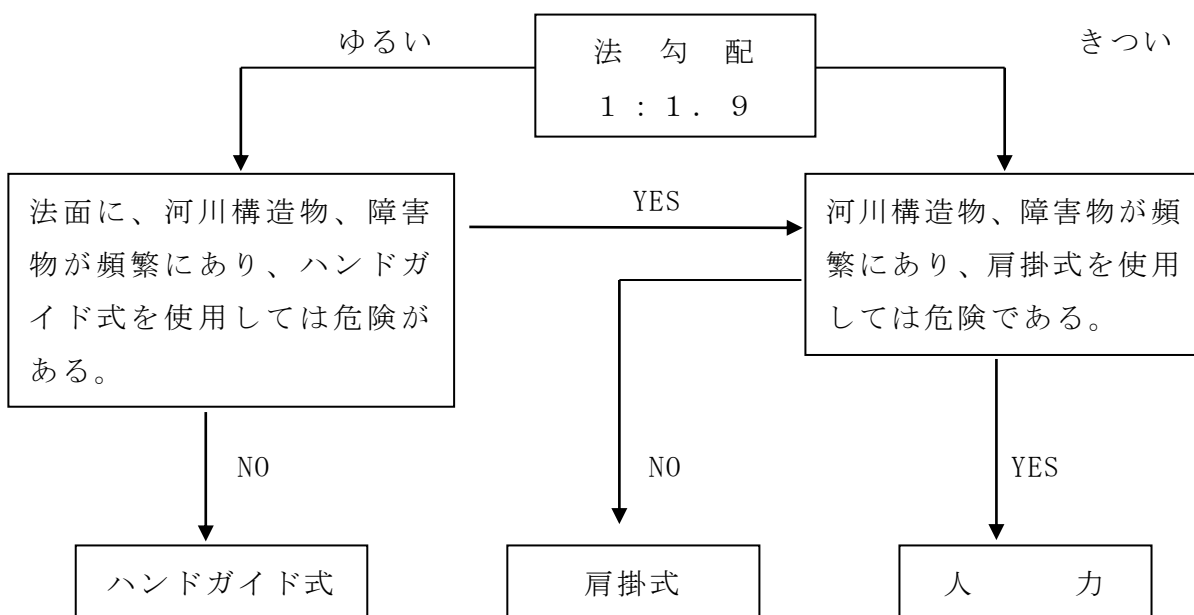 ゆるい
法 勾 配
1:1.9
きつい
法面に、河川構造物、障害
物が頻繁にあり、ハンドガ
イド式を使用しては危険が
ある。
YES
河川構造物、障害物が頻
繁にあり、肩掛式を使用
しては危険である。
NO
NO
YES
ハンドガイド式
肩掛式
人 力